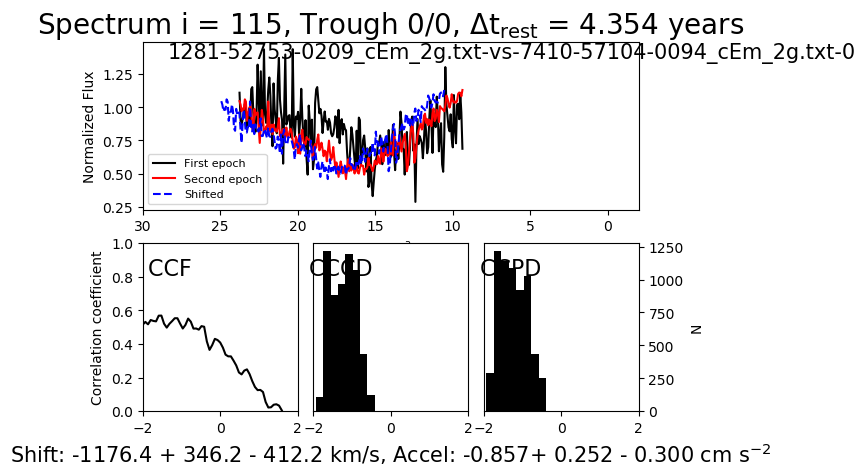 Spectrum i = 115, Trough 0/0, Δt_rest = 4.354 years
1281-52753-0209_cEm_2g.txt-vs-7410-57104-0094_cEm_2g.txt-0
Normalized Flux
1.25
1.00
0.75
0.50
0.25
First epoch
Second epoch
Shifted
30 25 20 15 10 5 0
Correlation coefficient
1.0
0.8
0.6
0.4
0.2
0.0
CCF
CCCD
CCPD
1250
1000
750
500
250
0
N
−2 0 2
−2 0 2
−2 0 2
Shift: -1176.4 + 346.2 - 412.2 km/s, Accel: -0.857+ 0.252 - 0.300 cm s⁻²